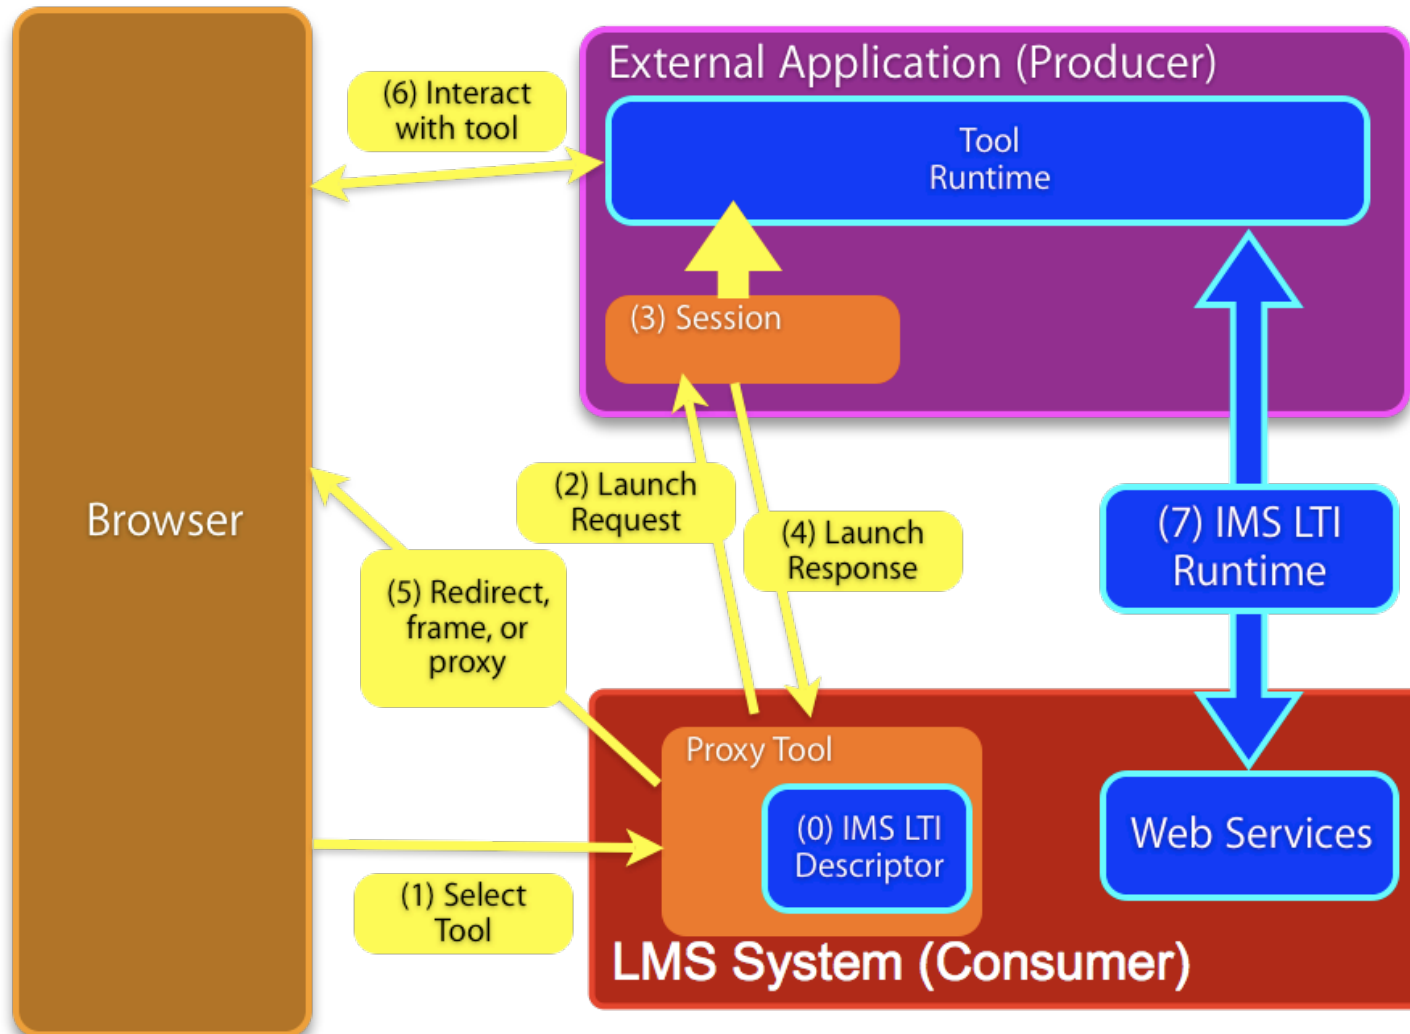 External Application (Producer)
(6) Interact
with tool
Tool
Runtime
(3) Session
Browser
(2) Launch
Request
(4) Launch
Response
(7) IMS LTI
Runtime
(5) Redirect,
frame, or
proxy
Proxy Tool
(0) IMS LTI
Descriptor
Web Services
(1) Select
Tool
LMS System (Consumer)